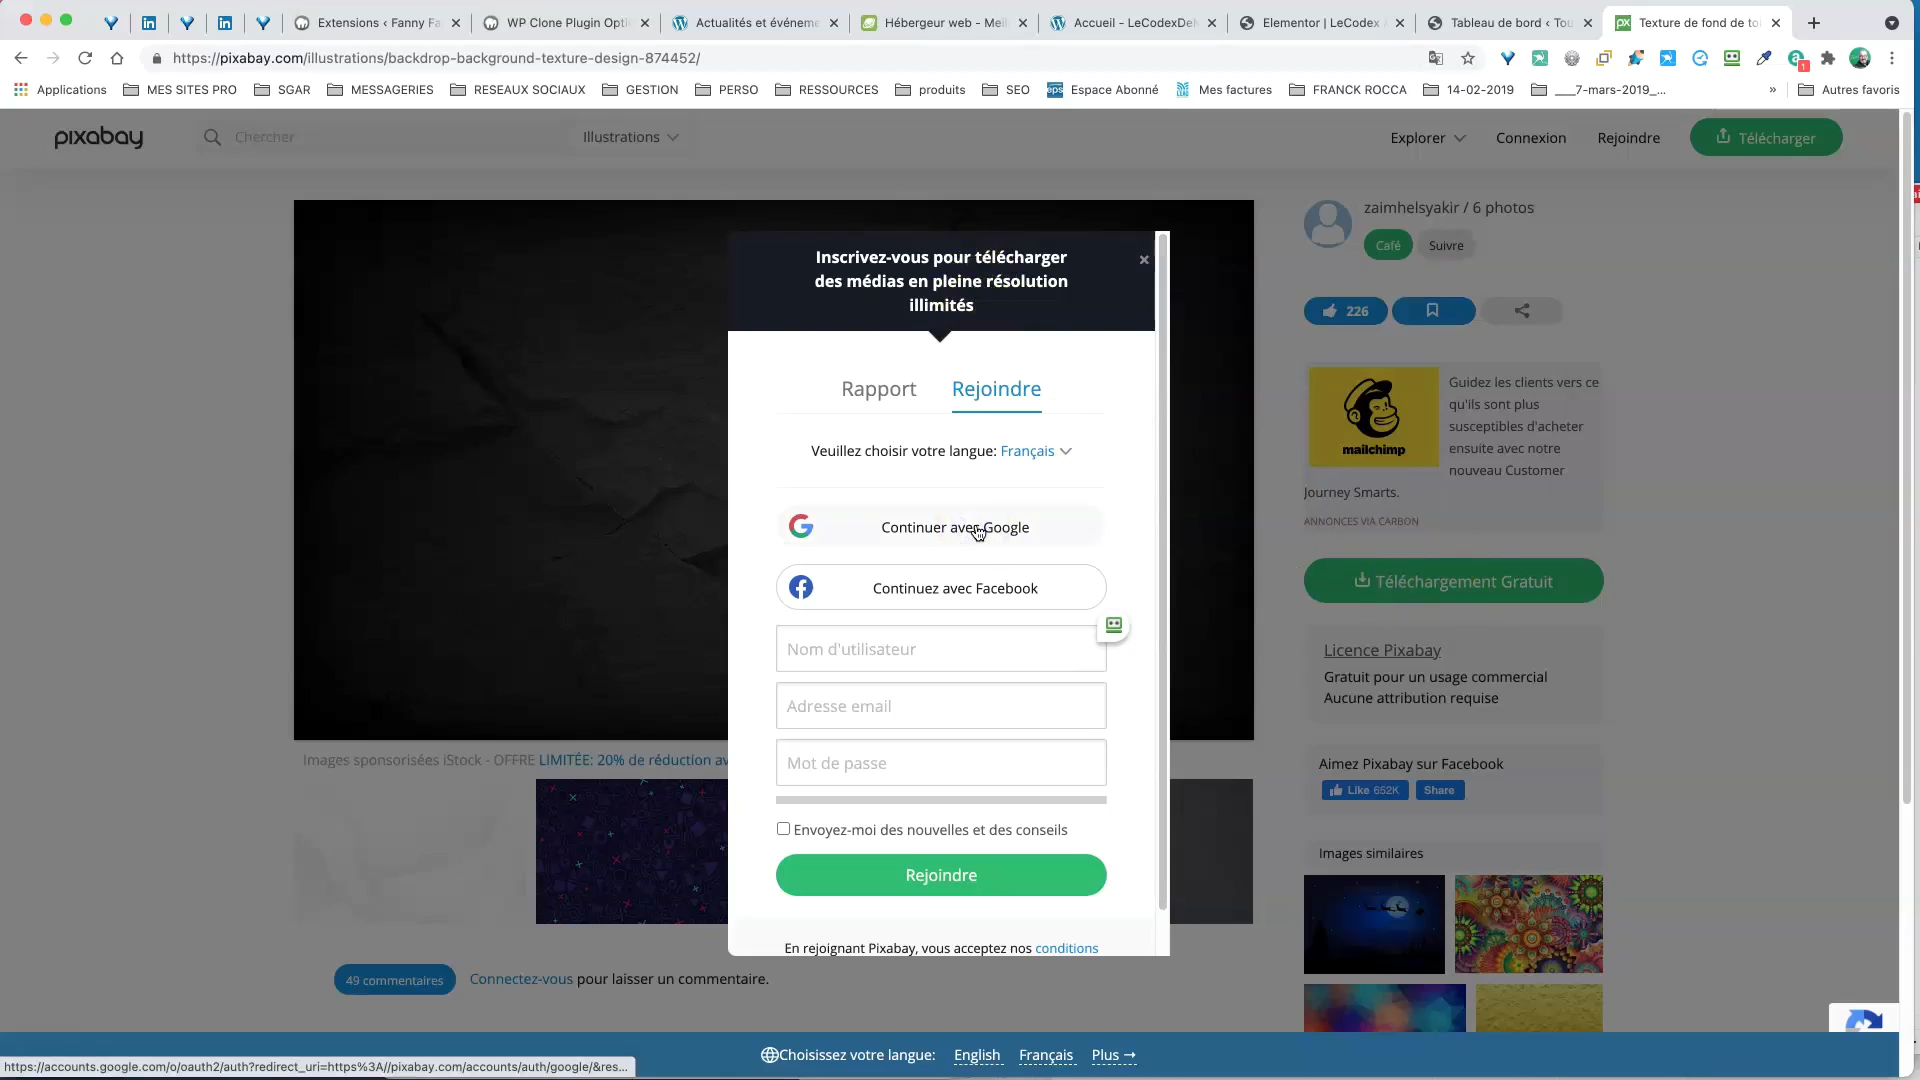 Extensions ‹ Fanny Fa
WP Clone Plugin Opti
Actualités et événeme
Hébergeur web - Mei
Accueil - LeCodexDe
Elementor | LeCodex
Tableau de bord ‹ Tou
Texture de fond de to
https://pixabay.com/illustrations/backdrop-background-texture-design-874452/
Applications
MES SITES PRO
SGAR
MESSAGERIES
RESEAUX SOCIAUX
GESTION
PERSO
RESSOURCES
produits
SEO
eps
Espace Abonné
Mes factures
FRANCK ROCCA
14-02-2019
____7-mars-2019_...
»
Autres favoris
pixabay
Chercher
Illustrations
Explorer
Connexion
Rejoindre
Télécharger
zaimhelsyakir / 6 photos
Café
Suivre
226
Inscrivez-vous pour télécharger
des médias en pleine résolution
illimités
×
Rapport
Rejoindre
Veuillez choisir votre langue: Français
Continuer avec Google
Continuez avec Facebook
Nom d'utilisateur
Adresse email
Mot de passe
Envoyez-moi des nouvelles et des conseils
Rejoindre
En rejoignant Pixabay, vous acceptez nos conditions
mailchimp
Guidez les clients vers ce
qu'ils sont plus
susceptibles d'acheter
ensuite avec notre
nouveau Customer
Journey Smarts.
ANNONCES VIA CARBON
Téléchargement Gratuit
Licence Pixabay
Gratuit pour un usage commercial
Aucune attribution requise
Aimez Pixabay sur Facebook
Like 652K
Share
Images similaires
Images sponsorisées iStock - OFFRE LIMITÉE: 20% de réduction av
49 commentaires
Connectez-vous pour laisser un commentaire.
Choisissez votre langue:
English
Français
Plus →
https://accounts.google.com/o/oauth2/auth?redirect_uri=https%3A//pixabay.com/accounts/auth/google/&res...